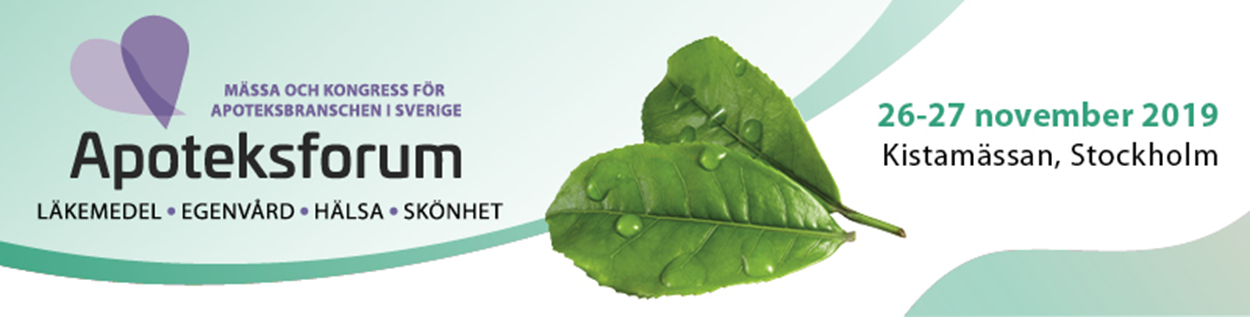 MÄSSA OCH KONGRESS FÖR
APOTEKSBRANSCHEN I SVERIGE
Apoteksforum
LÄKEMEDEL • EGENVÅRD • HÄLSA • SKÖNHET
26-27 november 2019
Kistamässan, Stockholm